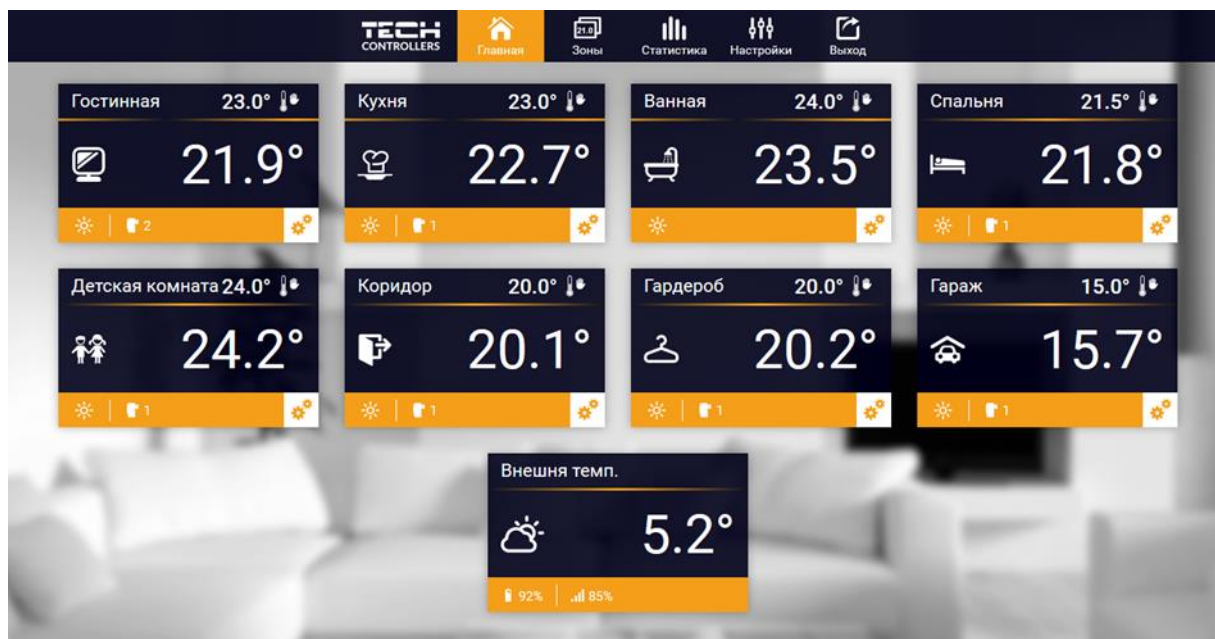 TECH
CONTROLLERS
Главная
21.0
Зоны
Статистика
Настройки
Выход
Гостинная 23.0°
21.9°
2
Кухня 23.0°
22.7°
1
Ванная 24.0°
23.5°
Спальня 21.5°
21.8°
1
Детская комната 24.0°
24.2°
1
Коридор 20.0°
20.1°
1
Гардероб 20.0°
20.2°
1
Гараж 15.0°
15.7°
1
Внешня темп.
5.2°
92% 85%